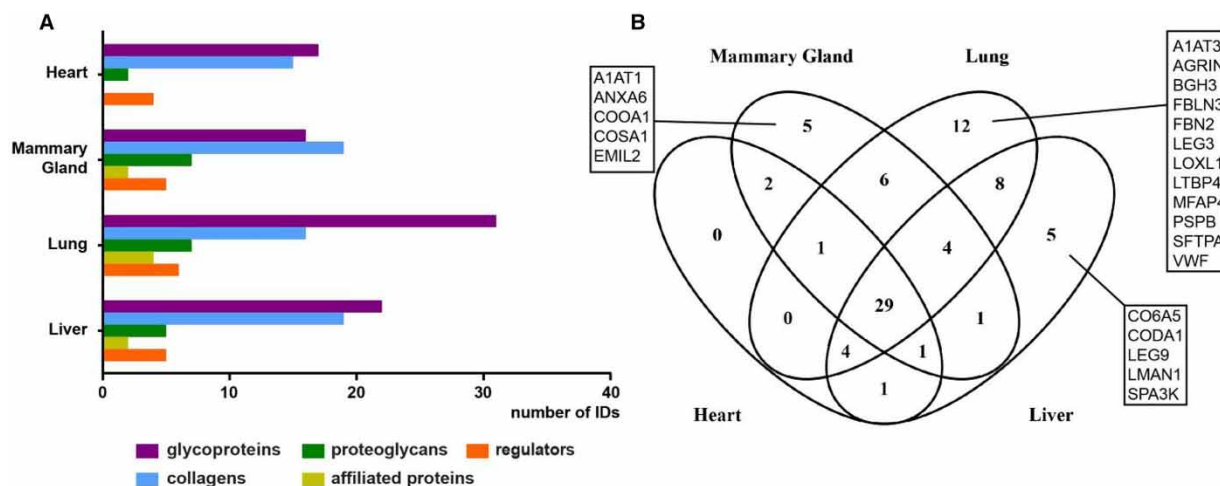 A
Heart
Mammary
Gland
Lung
Liver
0
10
20
30
40
number of IDs
glycoproteins
proteoglycans
regulators
collagens
affiliated proteins
B
Mammary Gland
Lung
A1AT1
ANXA6
COOA1
COSA1
EMIL2
A1AT3
AGRIN
BGH3
FBLN3
FBN2
LEG3
LOXL1
LTBP4
MFAP4
PSPB
SFTPA
VWF
5
12
2
6
8
0
1
4
5
29
0
1
4
1
1
CO6A5
CODA1
LEG9
LMAN1
SPA3K
Heart
Liver